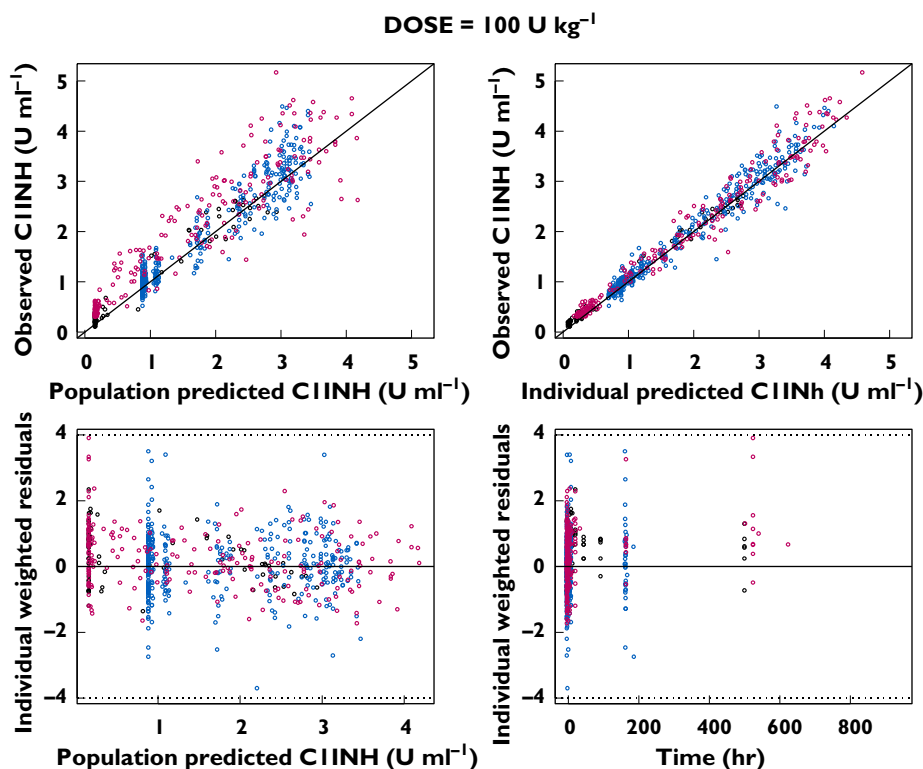 DOSE = 100 U kg⁻¹
Observed C1INH (U ml⁻¹)
5
4
3
2
1
0
0 1 2 3 4 5
Population predicted C1INH (U ml⁻¹)
Observed C1INH (U ml⁻¹)
5
4
3
2
1
0
0 1 2 3 4 5
Individual predicted C1INh (U ml⁻¹)
Individual weighted residuals
4
2
0
−2
−4
1 2 3 4
Population predicted C1INH (U ml⁻¹)
Individual weighted residuals
4
2
0
−2
−4
0 200 400 600 800
Time (hr)